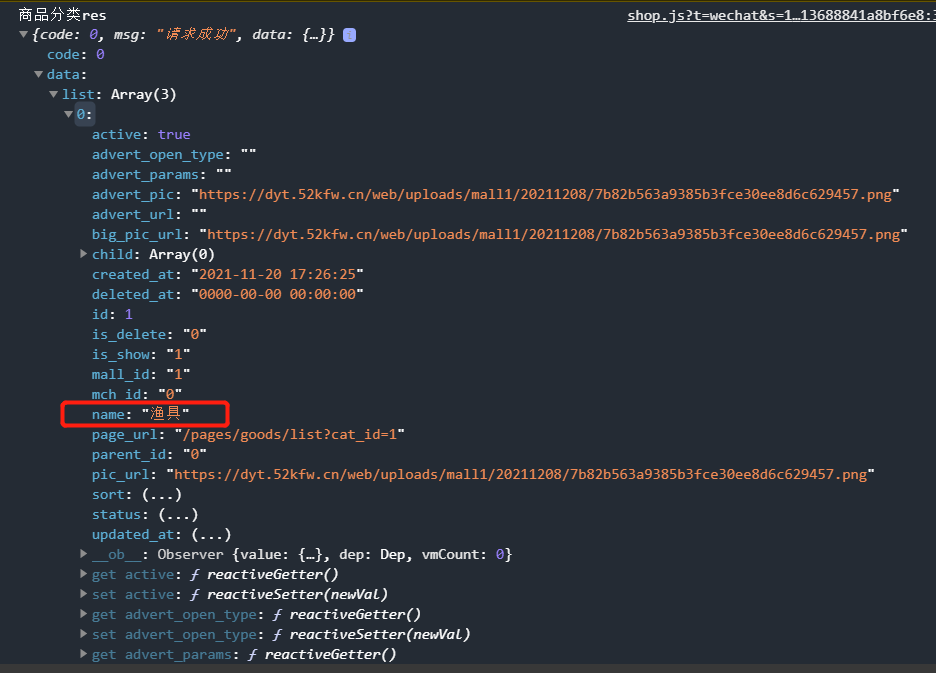 商品分类res
shop.js?t=wechat&s=1…13688841a8bf6e8:3
{code: 0, msg: "请求成功", data: {…}}
code: 0
data:
list: Array(3)
0:
active: true
advert_open_type: ""
advert_params: ""
advert_pic: "https://dyt.52kfw.cn/web/uploads/mall1/20211208/7b82b563a9385b3fce30ee8d6c629457.png"
advert_url: ""
big_pic_url: "https://dyt.52kfw.cn/web/uploads/mall1/20211208/7b82b563a9385b3fce30ee8d6c629457.png"
child: Array(0)
created_at: "2021-11-20 17:26:25"
deleted_at: "0000-00-00 00:00:00"
id: 1
is_delete: "0"
is_show: "1"
mall_id: "1"
mch_id: "0"
name: "渔具"
page_url: "/pages/goods/list?cat_id=1"
parent_id: "0"
pic_url: "https://dyt.52kfw.cn/web/uploads/mall1/20211208/7b82b563a9385b3fce30ee8d6c629457.png"
sort: (...)
status: (...)
updated_at: (...)
__ob__: Observer {value: {…}, dep: Dep, vmCount: 0}
get active: ƒ reactiveGetter()
set active: ƒ reactiveSetter(newVal)
get advert_open_type: ƒ reactiveGetter()
set advert_open_type: ƒ reactiveSetter(newVal)
get advert_params: ƒ reactiveGetter()